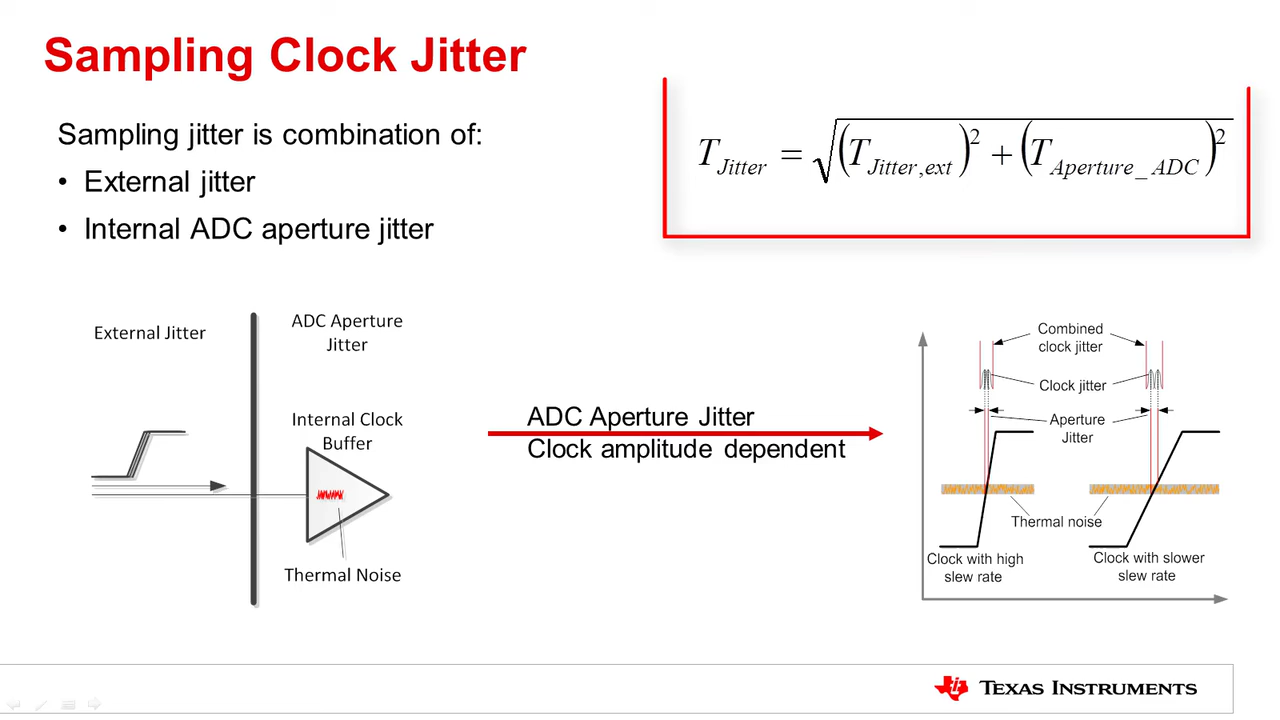 Sampling Clock Jitter
Sampling jitter is combination of:
• External jitter
• Internal ADC aperture jitter
T_Jitter = √((T_Jitter,ext)² + (T_Aperture_ADC)²)
External Jitter
ADC Aperture
Jitter
Internal Clock
Buffer
Thermal Noise
ADC Aperture Jitter
Clock amplitude dependent
Combined
clock jitter
Clock jitter
Aperture
Jitter
Thermal noise
Clock with high
slew rate
Clock with slower
slew rate
TEXAS INSTRUMENTS